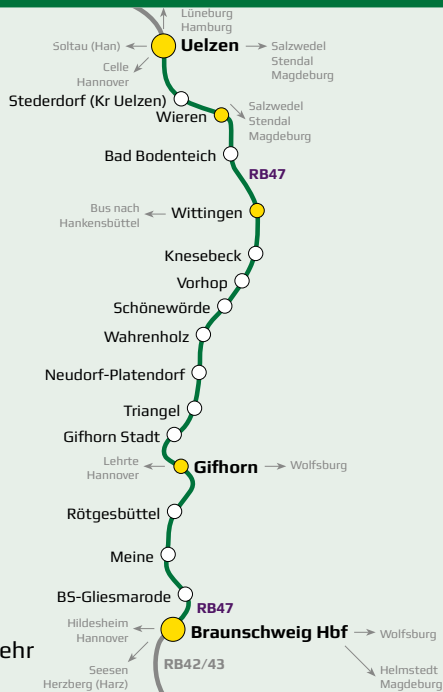 Lüneburg
Hamburg
Soltau (Han)
Uelzen
Salzwedel
Stendal
Magdeburg
Celle
Hannover
Stederdorf (Kr Uelzen)
Wieren
Salzwedel
Stendal
Magdeburg
Bad Bodenteich
RB47
Bus nach
Hankensbüttel
Wittingen
Knesebeck
Vorhop
Schönewörde
Wahrenholz
Neudorf-Platendorf
Triangel
Gifhorn Stadt
Lehrte
Hannover
Gifhorn
Wolfsburg
Rötgesbüttel
Meine
BS-Gliesmarode
RB47
Hildesheim
Hannover
Braunschweig Hbf
Wolfsburg
ehr
RB42/43
Seesen
Herzberg (Harz)
Helmstedt
Magdeburg